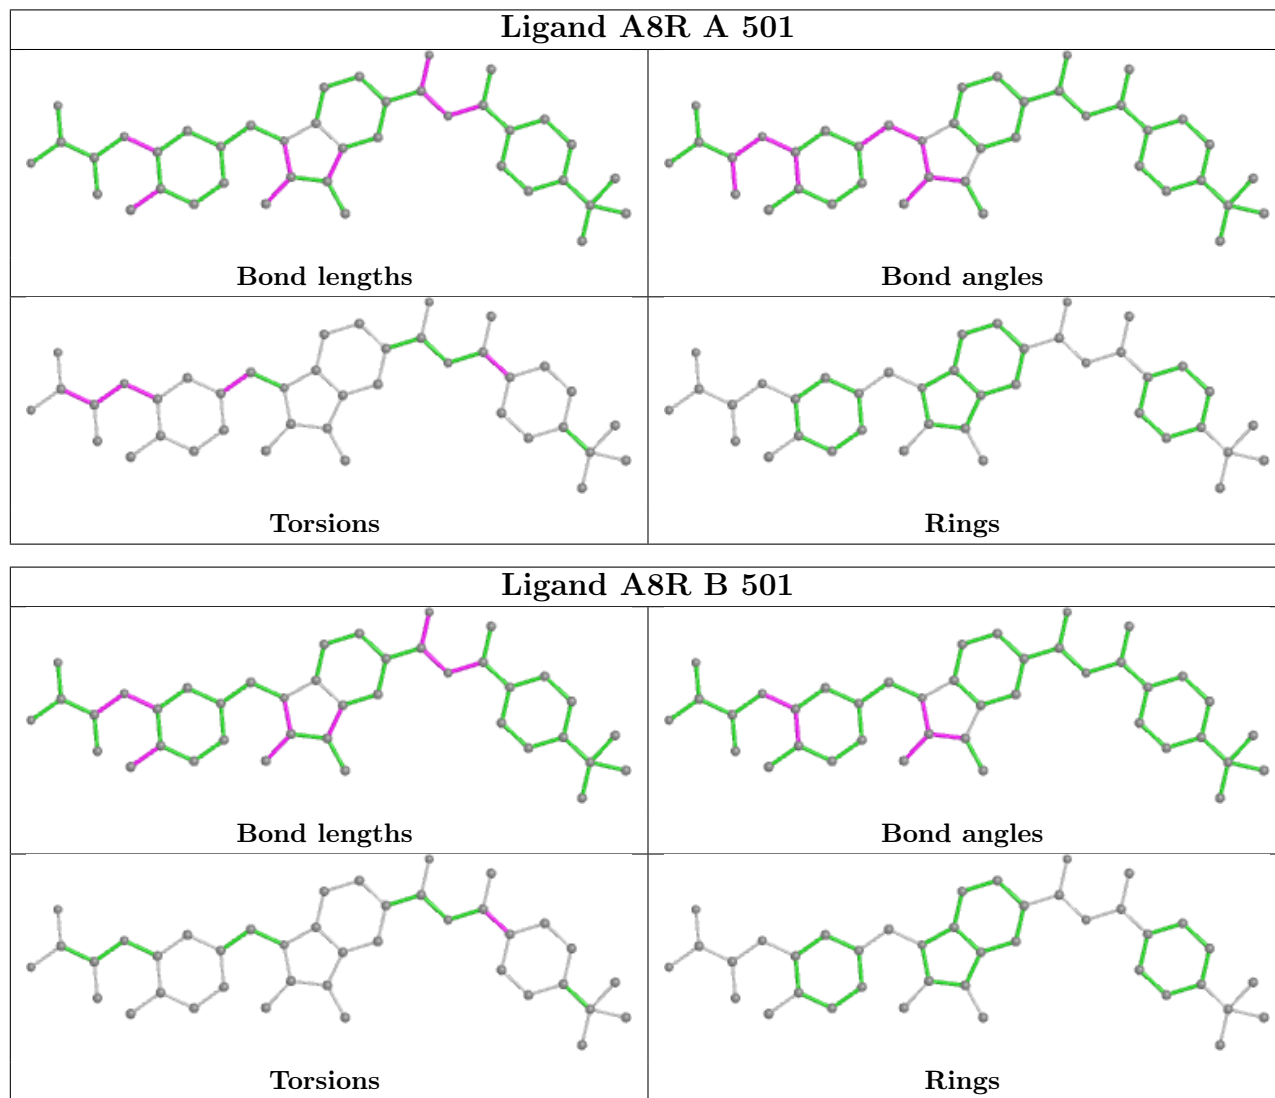 Ligand A8R A 501
Bond lengths
Bond angles
Torsions
Rings
Ligand A8R B 501
Bond lengths
Bond angles
Torsions
Rings